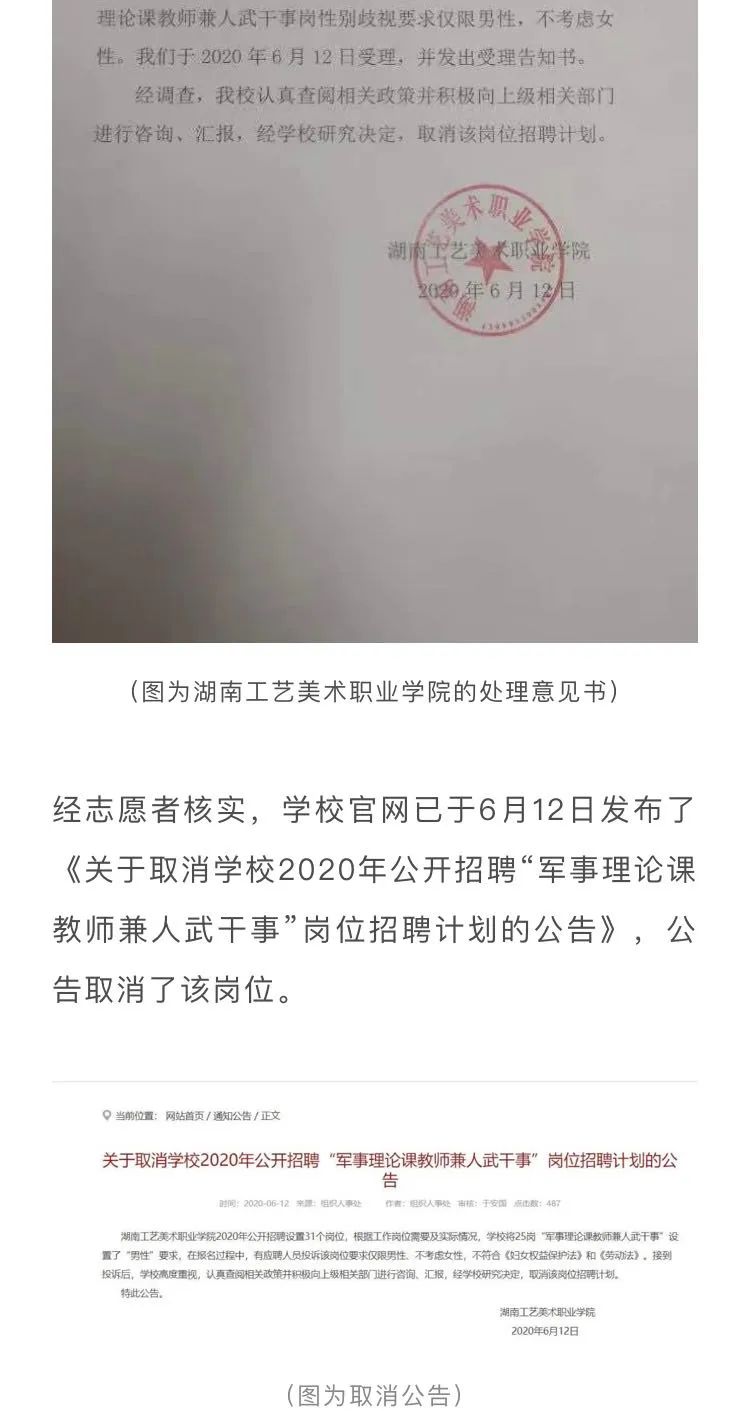 理论课教师兼人武干事岗性别歧视要求仅限男性，不考虑女
性。我们于 2020 年 6 月 12 日受理，并发出受理告知书。
经调查，我校认真查阅相关政策并积极向上级相关部门
进行咨询、汇报，经学校研究决定，取消该岗位招聘计划。
湖南工艺美术职业学院
湖南工艺美术职业学院
2020 年 6 月 12 日
（图为湖南工艺美术职业学院的处理意见书）
经志愿者核实，学校官网已于6月12日发布了
《关于取消学校2020年公开招聘“军事理论课
教师兼人武干事”岗位招聘计划的公告》，公
告取消了该岗位。
当前位置： 网站首页 / 通知公告 / 正文
关于取消学校2020年公开招聘“军事理论课教师兼人武干事”岗位招聘计划的公
告
时间：2020-06-12 来源：组织人事处 作者：组织人事处 审核：于安国 点击数：487
湖南工艺美术职业学院2020年公开招聘设置31个岗位，根据工作岗位需要及实际情况，学校将25岗“军事理论课教师兼人武干事”设
置了“男性”要求，在报名过程中，有应聘人员投诉该岗位要求仅限男性、不考虑女性，不符合《妇女权益保护法》和《劳动法》。接到
投诉后，学校高度重视，认真查阅相关政策并积极向上级相关部门进行咨询、汇报，经学校研究决定，取消该岗位招聘计划。
特此公告。
湖南工艺美术职业学院
2020年6月12日
（图为取消公告）